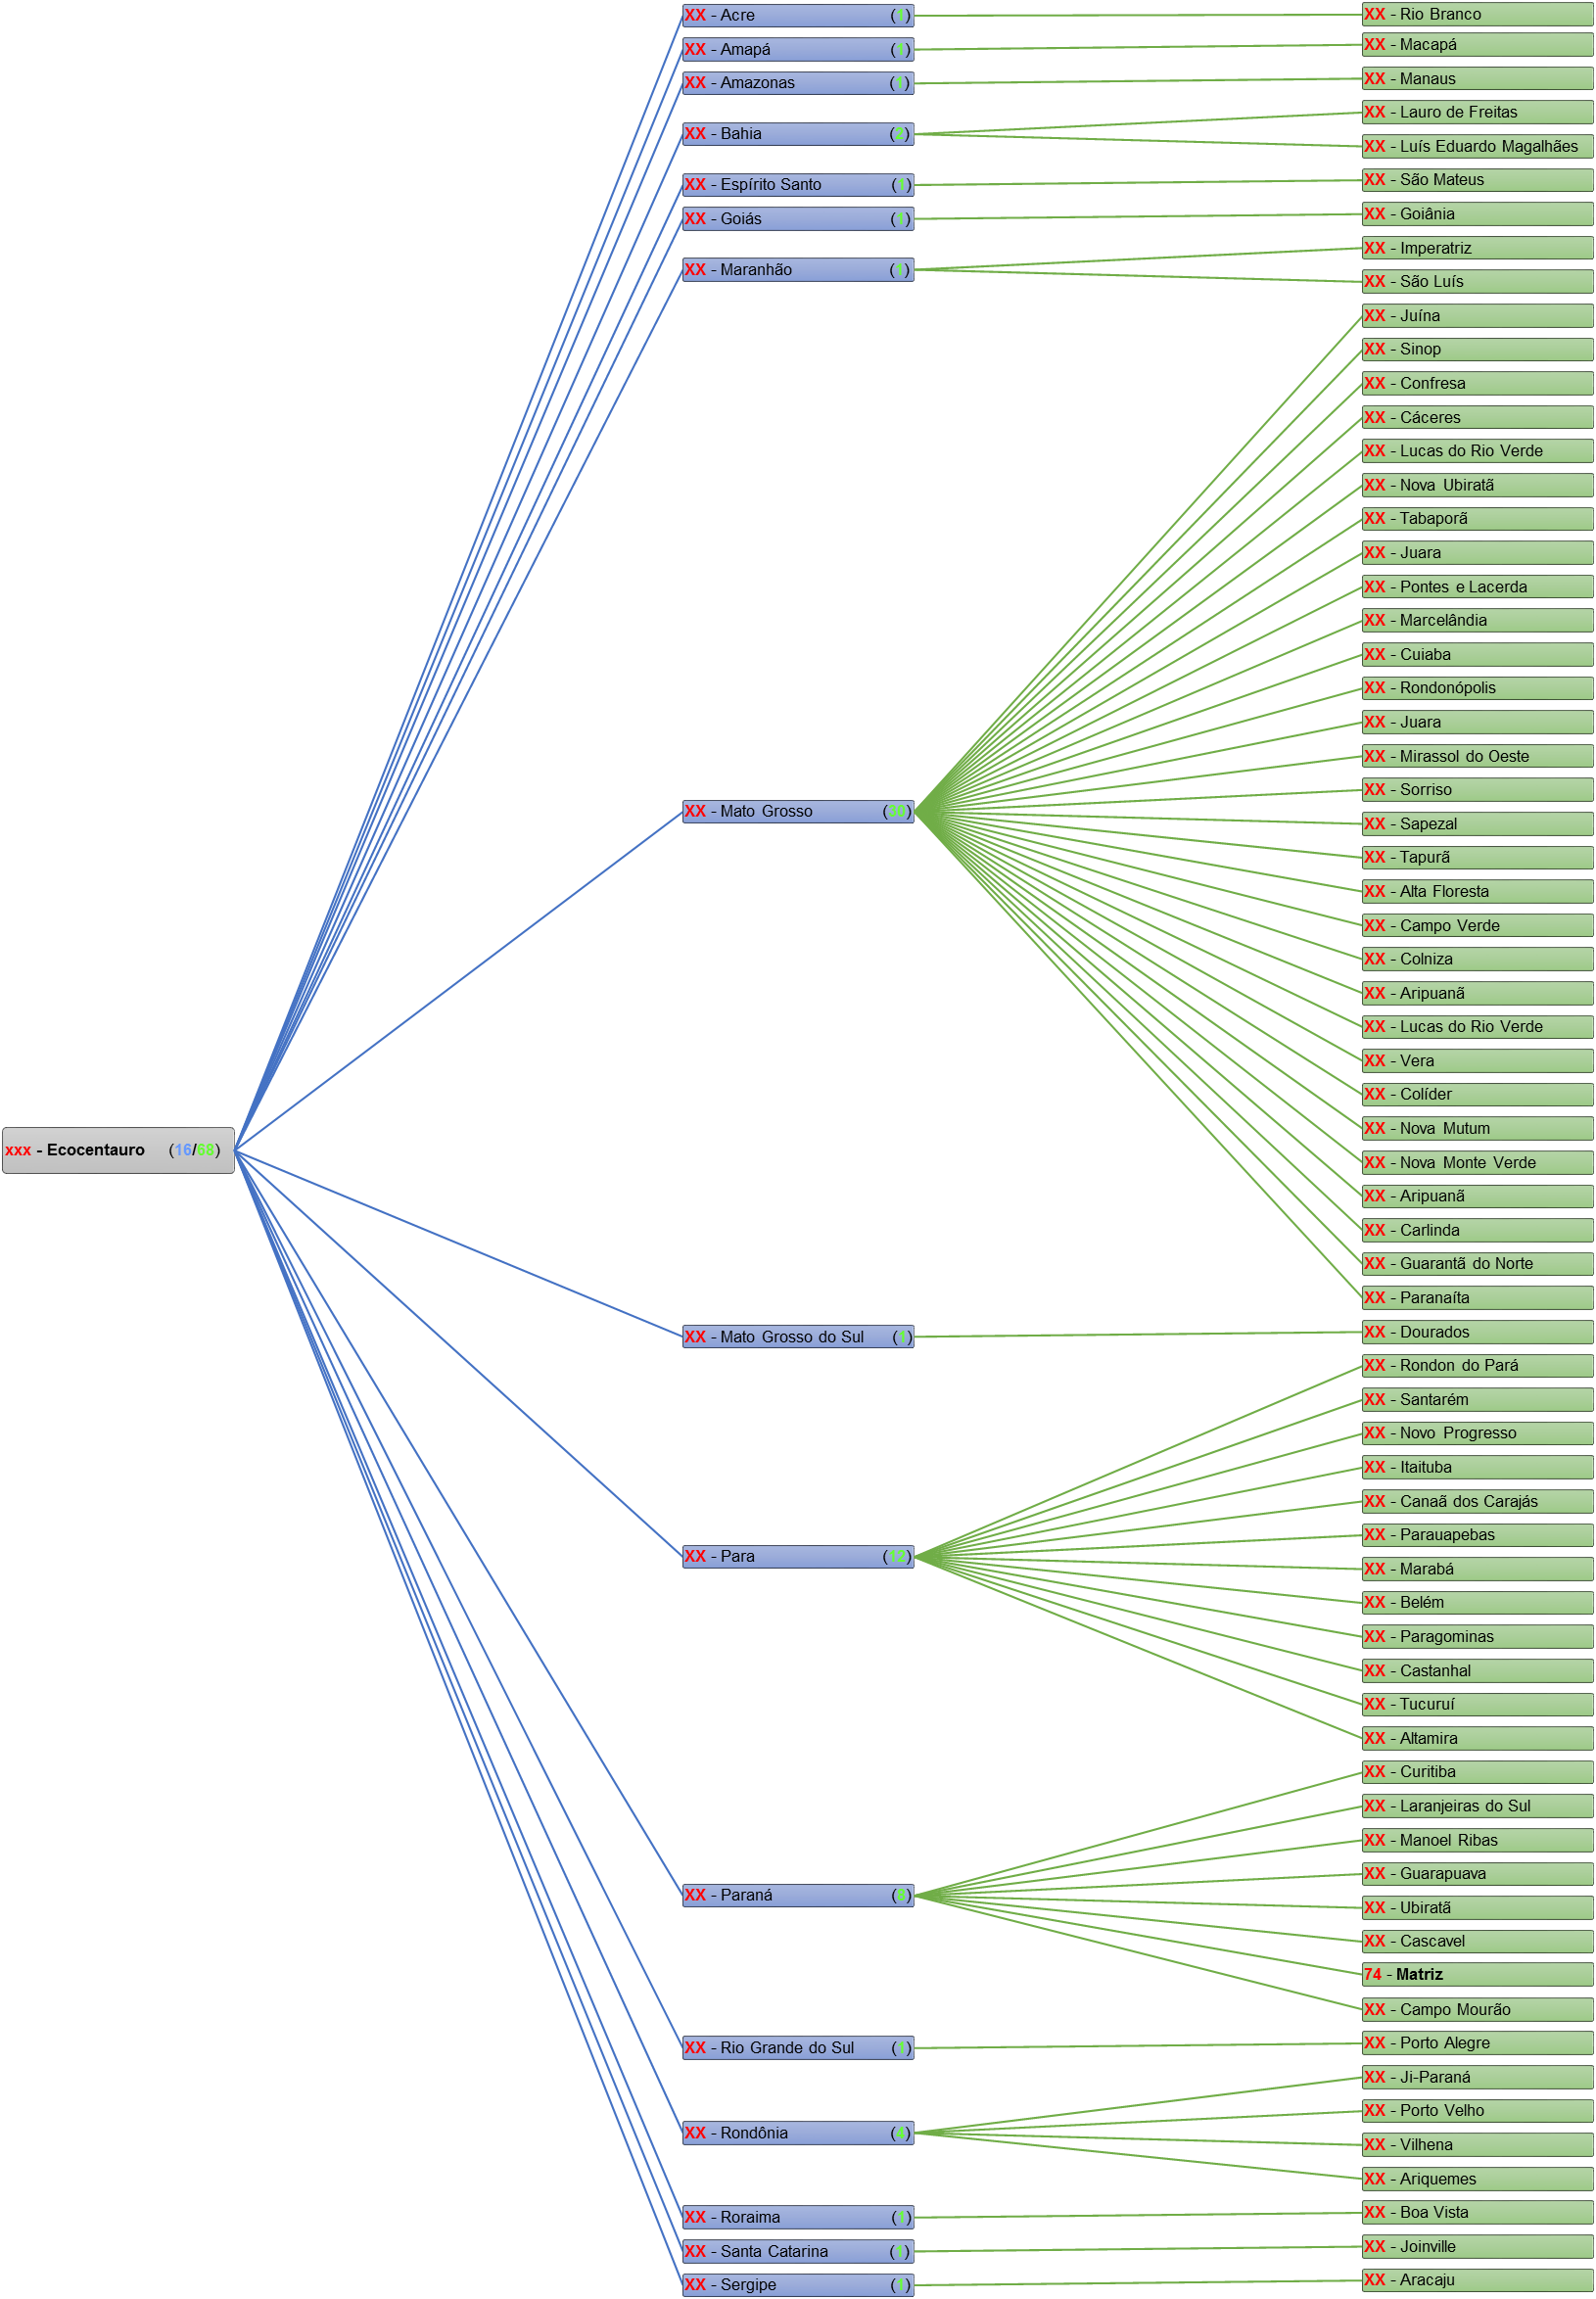 xxx - Ecocentauro (16/68)
XX - Acre (1)
XX - Amapá (1)
XX - Amazonas (1)
XX - Bahia (2)
XX - Espírito Santo (1)
XX - Goiás (1)
XX - Maranhão (1)
XX - Mato Grosso (30)
XX - Mato Grosso do Sul (1)
XX - Para (12)
XX - Paraná (8)
XX - Rio Grande do Sul (1)
XX - Rondônia (4)
XX - Roraima (1)
XX - Santa Catarina (1)
XX - Sergipe (1)
XX - Rio Branco
XX - Macapá
XX - Manaus
XX - Lauro de Freitas
XX - Luís Eduardo Magalhães
XX - São Mateus
XX - Goiânia
XX - Imperatriz
XX - São Luís
XX - Juína
XX - Sinop
XX - Confresa
XX - Cáceres
XX - Lucas do Rio Verde
XX - Nova Ubiratã
XX - Tabaporã
XX - Juara
XX - Pontes e Lacerda
XX - Marcelândia
XX - Cuiaba
XX - Rondonópolis
XX - Juara
XX - Mirassol do Oeste
XX - Sorriso
XX - Sapezal
XX - Tapurã
XX - Alta Floresta
XX - Campo Verde
XX - Colniza
XX - Aripuanã
XX - Lucas do Rio Verde
XX - Vera
XX - Colíder
XX - Nova Mutum
XX - Nova Monte Verde
XX - Aripuanã
XX - Carlinda
XX - Guarantã do Norte
XX - Paranaíta
XX - Dourados
XX - Rondon do Pará
XX - Santarém
XX - Novo Progresso
XX - Itaituba
XX - Canaã dos Carajás
XX - Parauapebas
XX - Marabá
XX - Belém
XX - Paragominas
XX - Castanhal
XX - Tucuruí
XX - Altamira
XX - Curitiba
XX - Laranjeiras do Sul
XX - Manoel Ribas
XX - Guarapuava
XX - Ubiratã
XX - Cascavel
74 - Matriz
XX - Campo Mourão
XX - Porto Alegre
XX - Ji-Paraná
XX - Porto Velho
XX - Vilhena
XX - Ariquemes
XX - Boa Vista
XX - Joinville
XX - Aracaju